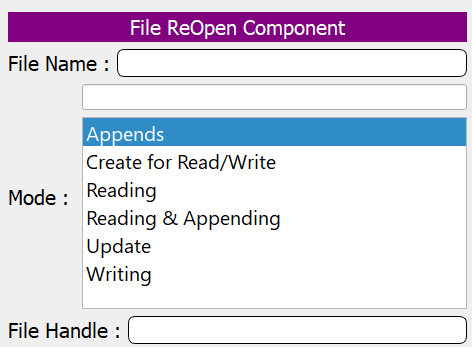 File ReOpen Component
File Name :
Mode :
Appends
Create for Read/Write
Reading
Reading & Appending
Update
Writing
File Handle :